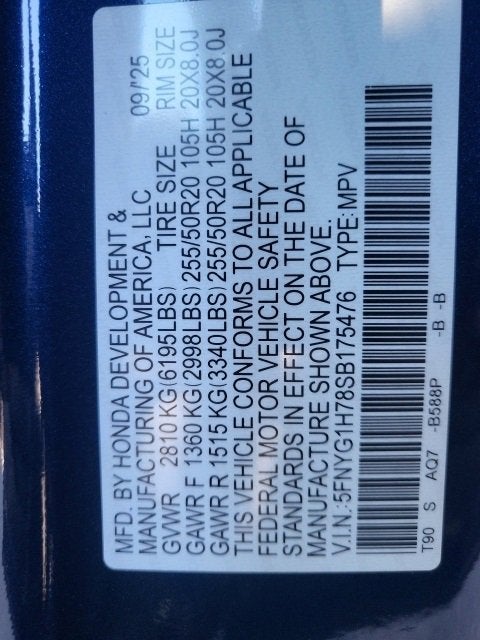 MFD. BY HONDA DEVELOPMENT &
MANUFACTURING OF AMERICA, LLC 09/'25
GVWR 2810 KG(6195LBS) TIRE SIZE RIM SIZE
GAWR F 1360 KG(2998LBS) 255/50R20 105H 20X8.0J
GAWR R 1515 KG(3340LBS) 255/50R20 105H 20X8.0J
THIS VEHICLE CONFORMS TO ALL APPLICABLE
FEDERAL MOTOR VEHICLE SAFETY
STANDARDS IN EFFECT ON THE DATE OF
MANUFACTURE SHOWN ABOVE.
V.I.N.:5FNYG1H78SB175476 TYPE:MPV
T90 S AQ7 -B588P -B -B